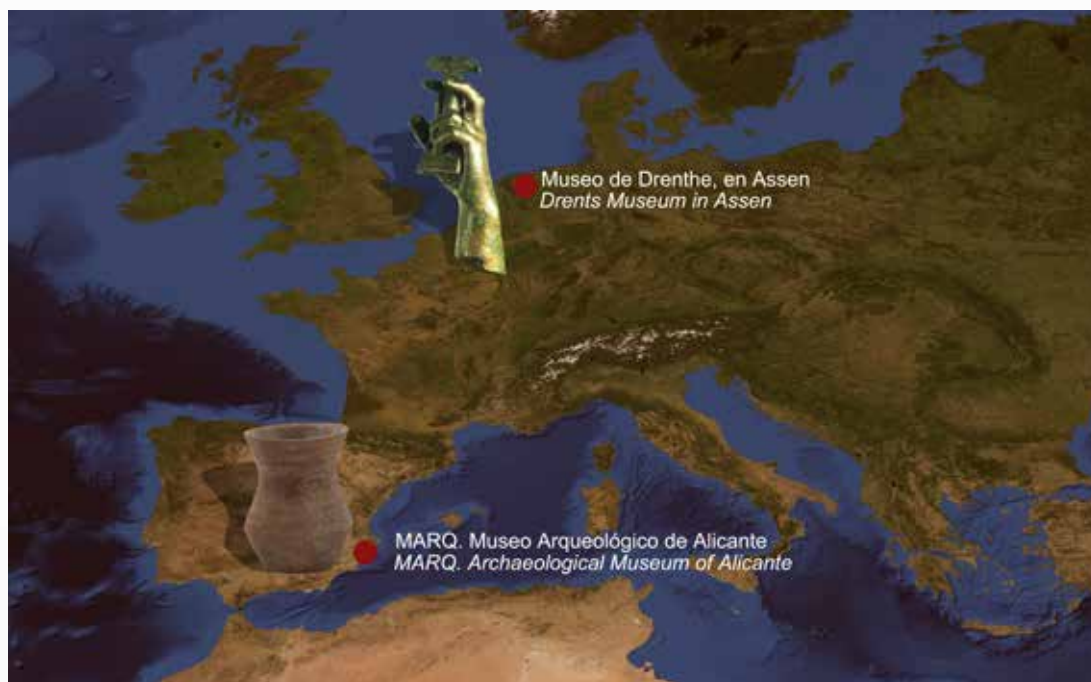 Museo de Drenthe, en Assen
Drents Museum in Assen
MARQ. Museo Arqueológico de Alicante
MARQ. Archaeological Museum of Alicante